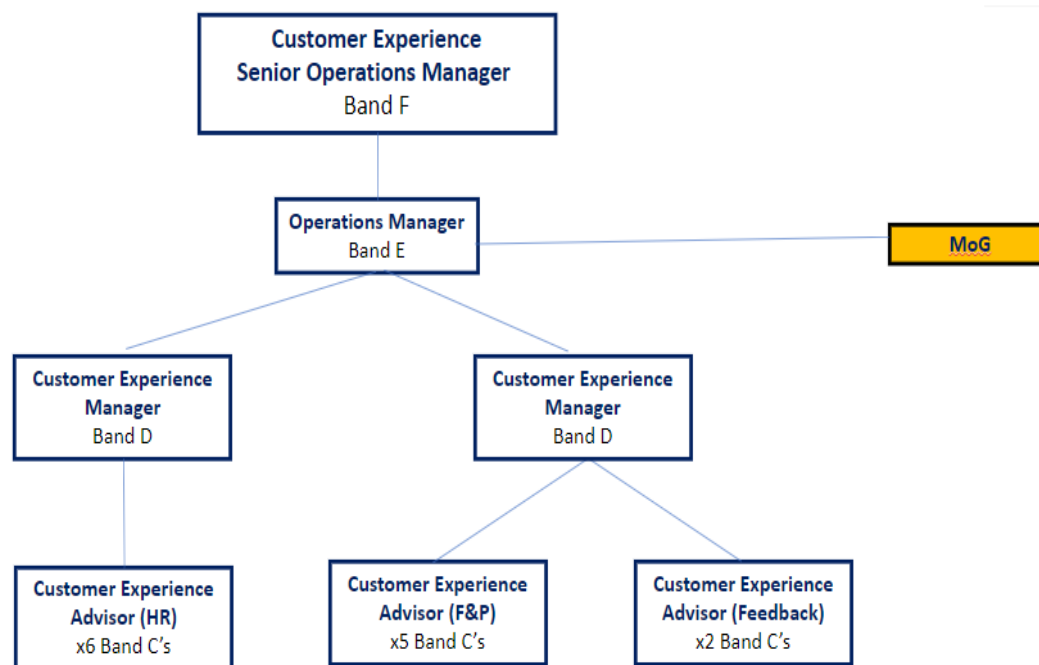 Customer Experience
Senior Operations Manager
Band F
Operations Manager
Band E
MoG
Customer Experience
Manager
Band D
Customer Experience
Manager
Band D
Customer Experience
Advisor (HR)
x6 Band C's
Customer Experience
Advisor (F&P)
x5 Band C's
Customer Experience
Advisor (Feedback)
x2 Band C's